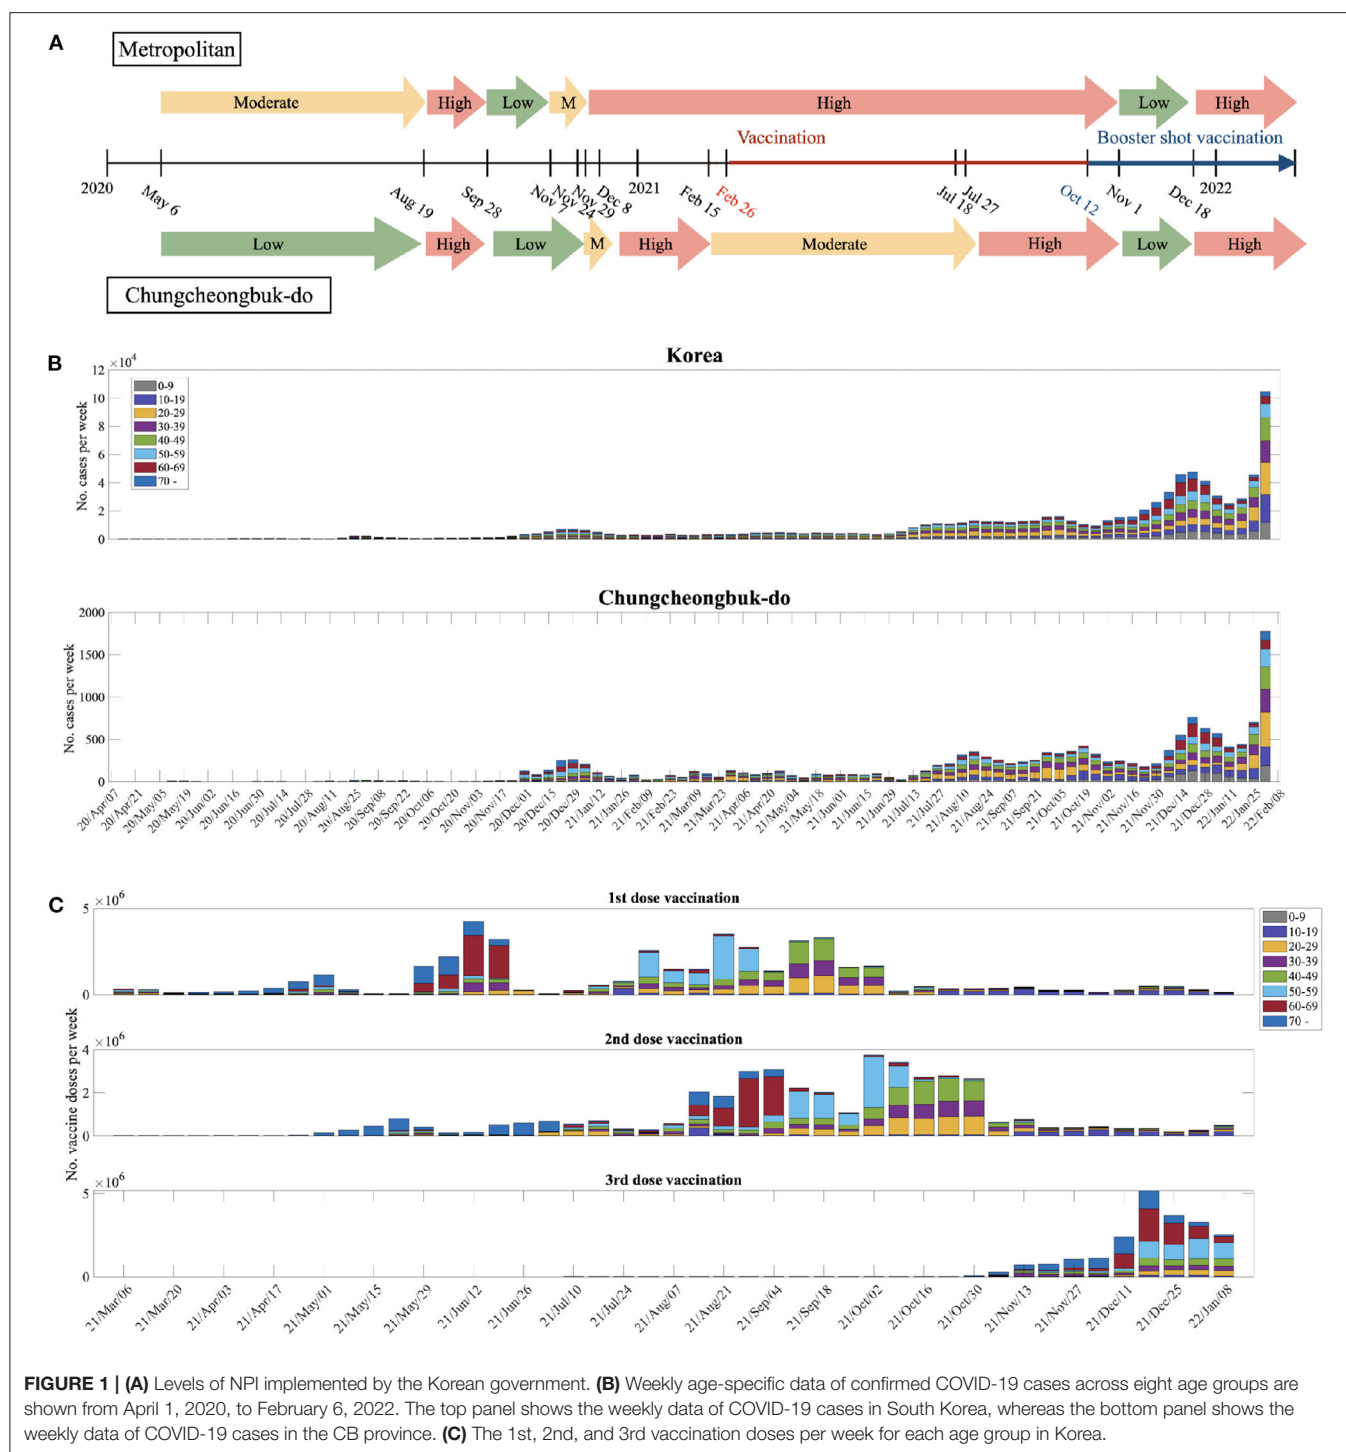 A
Metropolitan
Moderate
High
Low
M
High
Low
High
Vaccination
Booster shot vaccination
2020
May 6
Aug 19
Sep 28
Nov 7
Nov 24
Nov 29
Dec 8
2021
Feb 15
Feb 26
Jul 18
Jul 27
Oct 12
Nov 1
Dec 18
2022
Low
High
Low
M
High
Moderate
High
Low
High
Chungcheongbuk-do
B
Korea
×10⁴
No. cases per week
12
10
8
6
4
2
0
0-9
10-19
20-29
30-39
40-49
50-59
60-69
70 -
Chungcheongbuk-do
No. cases per week
2000
1500
1000
500
0
20/Apr/07
20/Apr/21
20/May/05
20/May/19
20/Jun/02
20/Jun/16
20/Jun/30
20/Jul/14
20/Jul/28
20/Aug/11
20/Aug/25
20/Sep/08
20/Sep/22
20/Oct/06
20/Oct/20
20/Nov/03
20/Nov/17
20/Dec/01
20/Dec/15
20/Dec/29
21/Jan/12
21/Jan/26
21/Feb/09
21/Feb/23
21/Mar/09
21/Mar/23
21/Apr/06
21/Apr/20
21/May/04
21/May/18
21/Jun/01
21/Jun/15
21/Jun/29
21/Jul/13
21/Jul/27
21/Aug/10
21/Aug/24
21/Sep/07
21/Sep/21
21/Oct/05
21/Oct/19
21/Nov/02
21/Nov/16
21/Nov/30
21/Dec/14
21/Dec/28
22/Jan/11
22/Jan/25
22/Feb/08
C
1st dose vaccination
×10⁶
5
0
0-9
10-19
20-29
30-39
40-49
50-59
60-69
70 -
No. vaccine doses per week
2nd dose vaccination
×10⁶
4
2
0
3rd dose vaccination
×10⁶
5
0
21/Mar/06
21/Mar/20
21/Apr/03
21/Apr/17
21/May/01
21/May/15
21/May/29
21/Jun/12
21/Jun/26
21/Jul/10
21/Jul/24
21/Aug/07
21/Aug/21
21/Sep/04
21/Sep/18
21/Oct/02
21/Oct/16
21/Oct/30
21/Nov/13
21/Nov/27
21/Dec/11
21/Dec/25
22/Jan/08
FIGURE 1 | (A) Levels of NPI implemented by the Korean government. (B) Weekly age-specific data of confirmed COVID-19 cases across eight age groups are
shown from April 1, 2020, to February 6, 2022. The top panel shows the weekly data of COVID-19 cases in South Korea, whereas the bottom panel shows the
weekly data of COVID-19 cases in the CB province. (C) The 1st, 2nd, and 3rd vaccination doses per week for each age group in Korea.